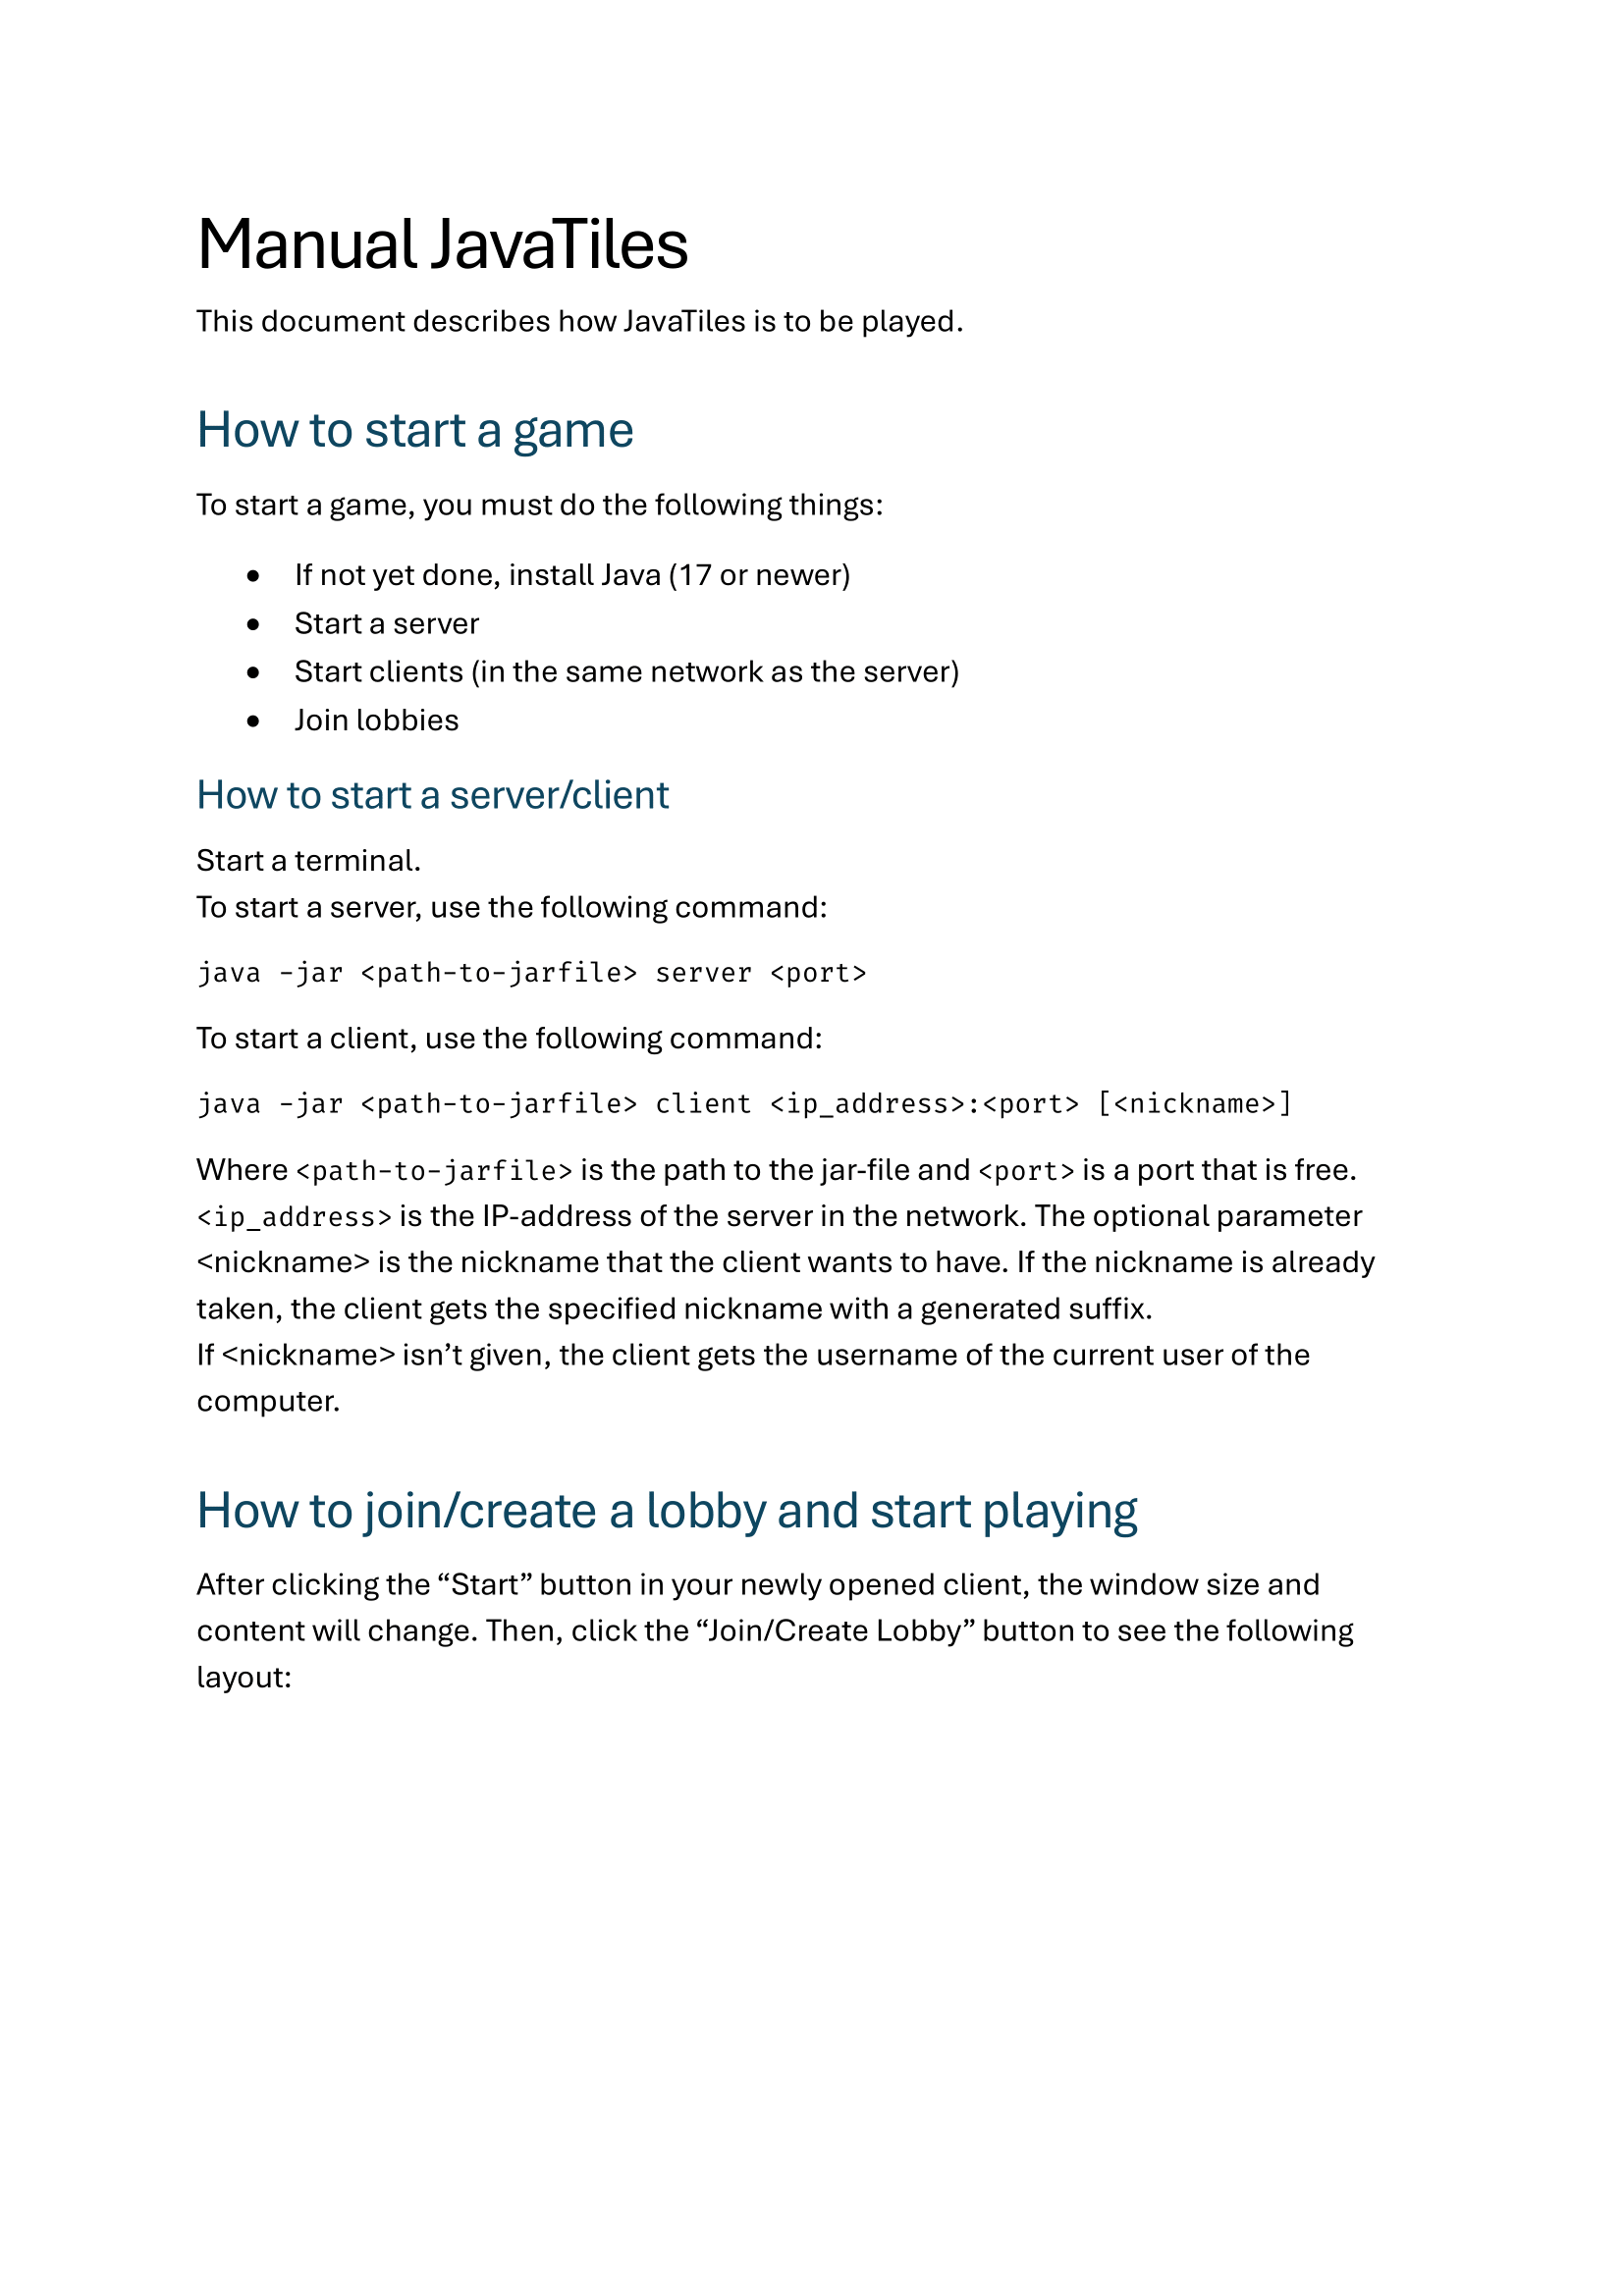 Manual JavaTiles
This document describes how JavaTiles is to be played.
How to start a game
To start a game, you must do the following things:
• If not yet done, install Java (17 or newer)
• Start a server
• Start clients (in the same network as the server)
• Join lobbies
How to start a server/client
Start a terminal.
To start a server, use the following command:
java -jar <path-to-jarfile> server <port>
To start a client, use the following command:
java -jar <path-to-jarfile> client <ip_address>:<port> [<nickname>]
Where <path-to-jarfile> is the path to the jar-file and <port> is a port that is free.
<ip_address> is the IP-address of the server in the network. The optional parameter
<nickname> is the nickname that the client wants to have. If the nickname is already
taken, the client gets the specified nickname with a generated suffix.
If <nickname> isn’t given, the client gets the username of the current user of the
computer.
How to join/create a lobby and start playing
After clicking the “Start” button in your newly opened client, the window size and
content will change. Then, click the “Join/Create Lobby” button to see the following
layout: